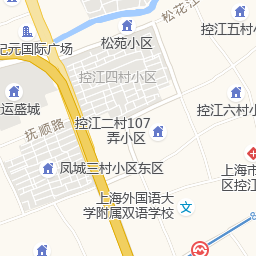 松花江
控江五村
松苑小区
纪元国际广场
控江四村小区
运盛城
控江六村小
控江二村107
弄小区
抚顺路
凤城三村小区东区
上海市
区控江
上海外国语大
学附属双语学校